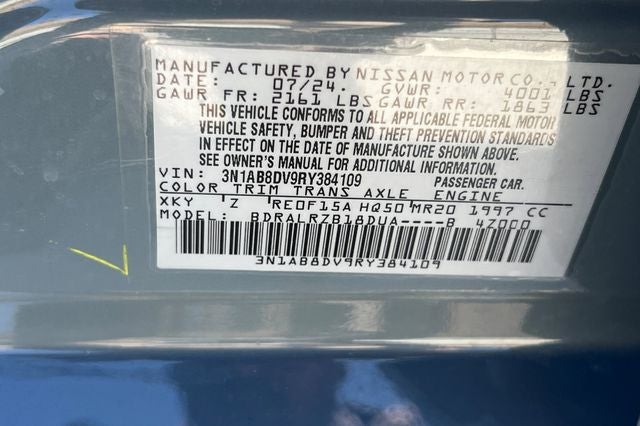 MANUFACTURED BY NISSAN MOTOR CO., LTD.
DATE: 07/24. GVWR: 4001 LBS
GAWR FR: 2161 LBS GAWR RR: 1863 LBS
THIS VEHICLE CONFORMS TO ALL APPLICABLE FEDERAL MOTOR
VEHICLE SAFETY, BUMPER AND THEFT PREVENTION STANDARDS
IN EFFECT ON THE DATE OF MANUFACTURE SHOWN ABOVE.
SEE OWNER'S MANUAL FOR ADDITIONAL INFORMATION.
VIN: 3N1AB8DV9RY384109 PASSENGER CAR.
COLOR TRIM TRANS AXLE ENGINE
XKY Z RE0F15A HQ50 MR20 1997 CC
MODEL: BDRALRZB18DUA----B 4Z000
3N1AB8DV9RY384109